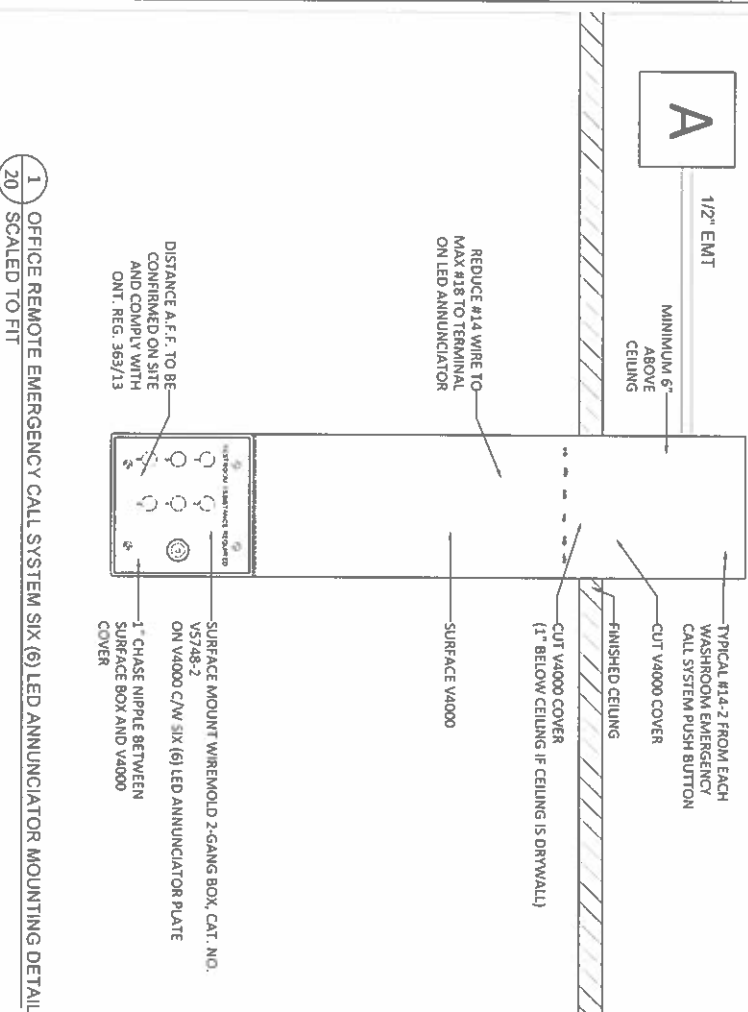 A
1/2" EMT
MINIMUM 6"
ABOVE
CEILING
TYPICAL #14-2 FROM EACH
WASHROOM EMERGENCY
CALL SYSTEM PUSH BUTTON
CUT V4000 COVER
FINISHED CEILING
CUT V4000 COVER
(1" BELOW CEILING IF CEILING IS DRYWALL)
REDUCE #14 WIRE TO
MAX #18 TO TERMINAL
ON LED ANNUNCIATOR
SURFACE V4000
DISTANCE A.F.F. TO BE
CONFIRMED ON SITE
AND COMPLY WITH
ONT. REG. 363/13
RESTROOM ASSISTANCE REQUIRED
SURFACE MOUNT WIREMOLD 2-GANG BOX, CAT. NO.
V5748-2
ON V4000 C/W SIX (6) LED ANNUNCIATOR PLATE
1" CHASE NIPPLE BETWEEN
SURFACE BOX AND V4000
COVER
1
20
OFFICE REMOTE EMERGENCY CALL SYSTEM SIX (6) LED ANNUNCIATOR MOUNTING DETAIL
SCALED TO FIT